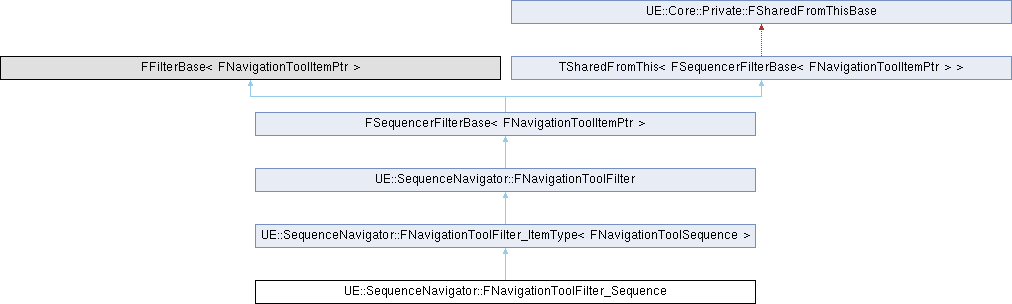 UE::Core::Private::FSharedFromThisBase
FFilterBase< FNavigationToolItemPtr >
TSharedFromThis< FSequencerFilterBase< FNavigationToolItemPtr > >
FSequencerFilterBase< FNavigationToolItemPtr >
UE::SequenceNavigator::FNavigationToolFilter
UE::SequenceNavigator::FNavigationToolFilter_ItemType< FNavigationToolSequence >
UE::SequenceNavigator::FNavigationToolFilter_Sequence